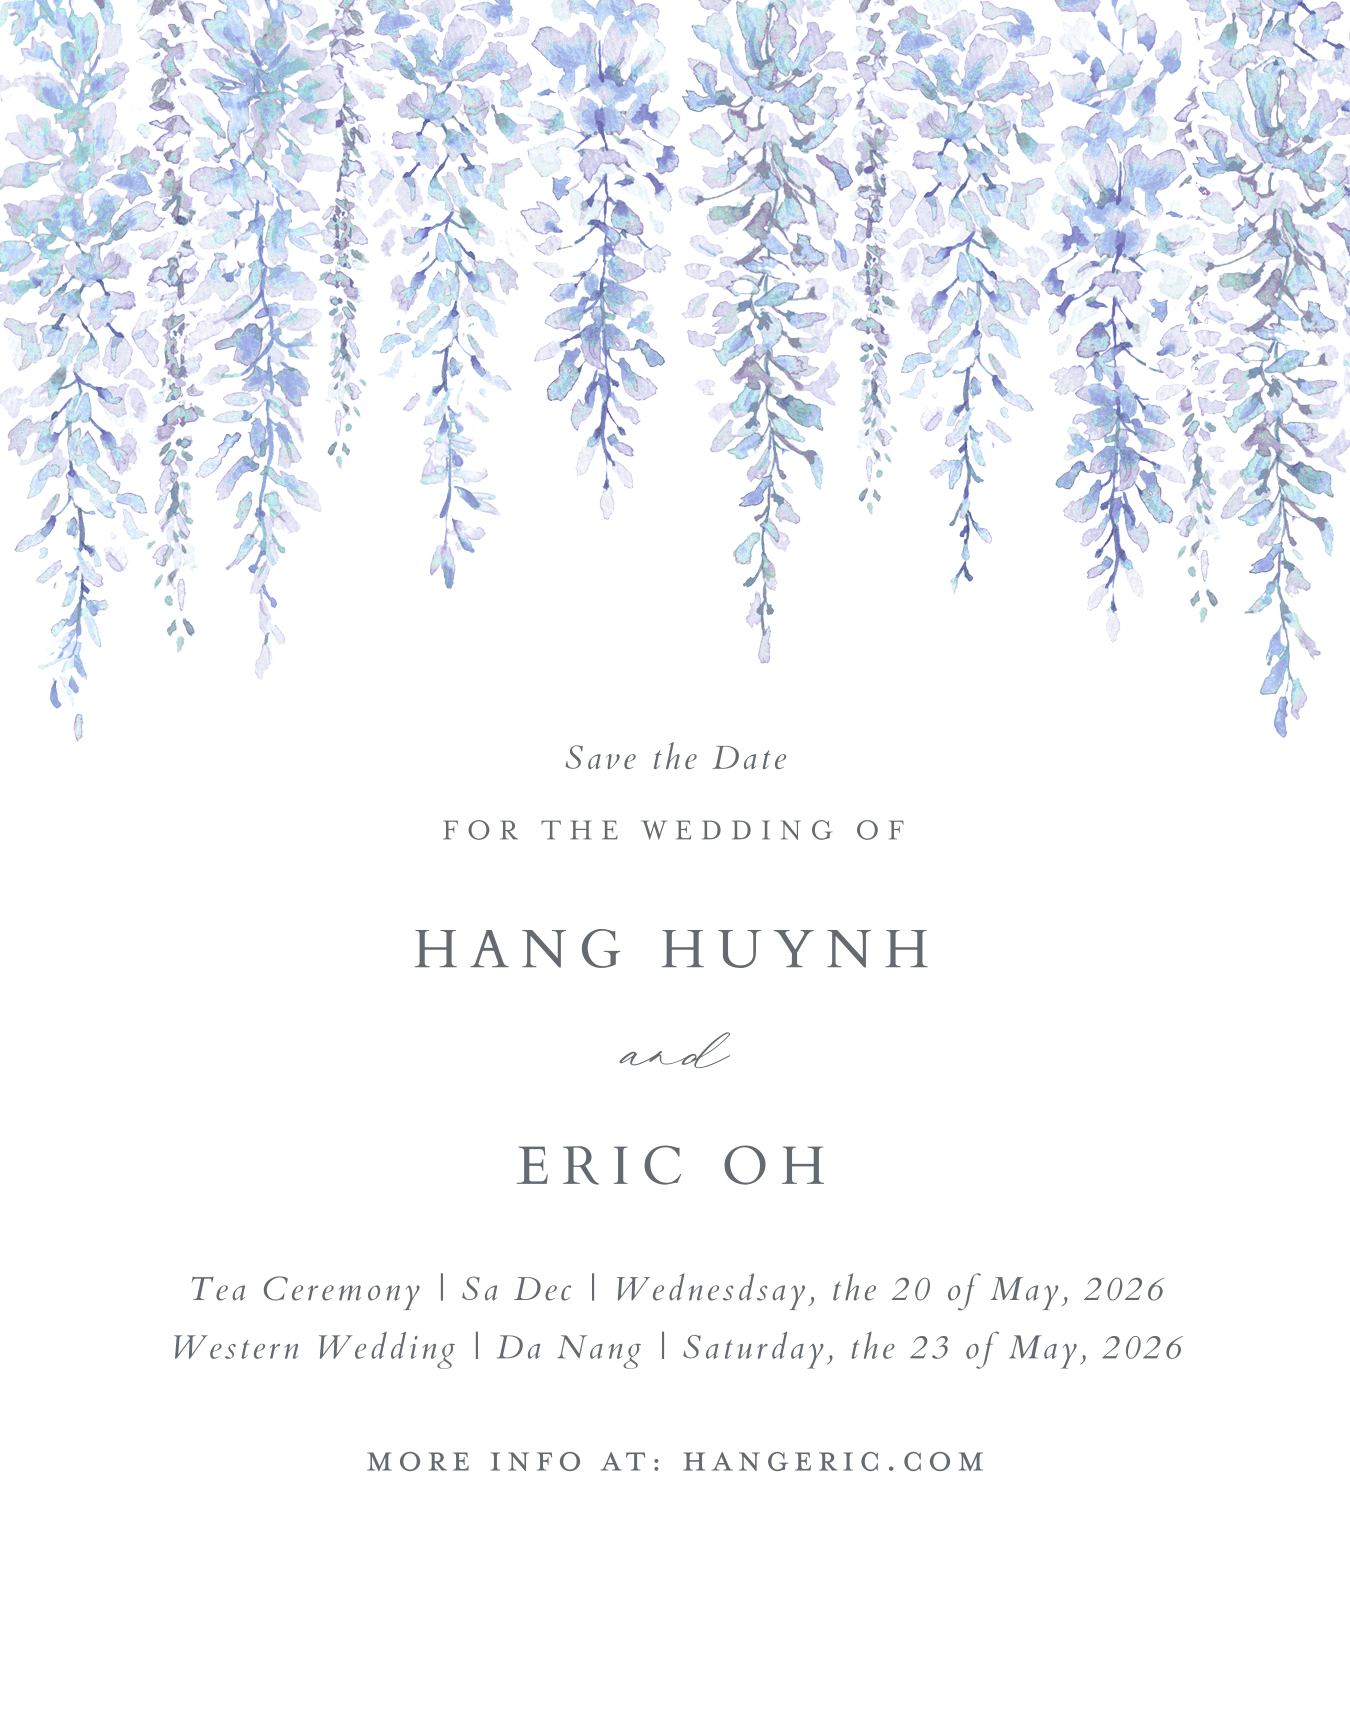 Save the Date
FOR THE WEDDING OF
HANG HUYNH
and
ERIC OH
Tea Ceremony | Sa Dec | Wednesdsay, the 20 of May, 2026
Western Wedding | Da Nang | Saturday, the 23 of May, 2026
MORE INFO AT: HANGERIC.COM